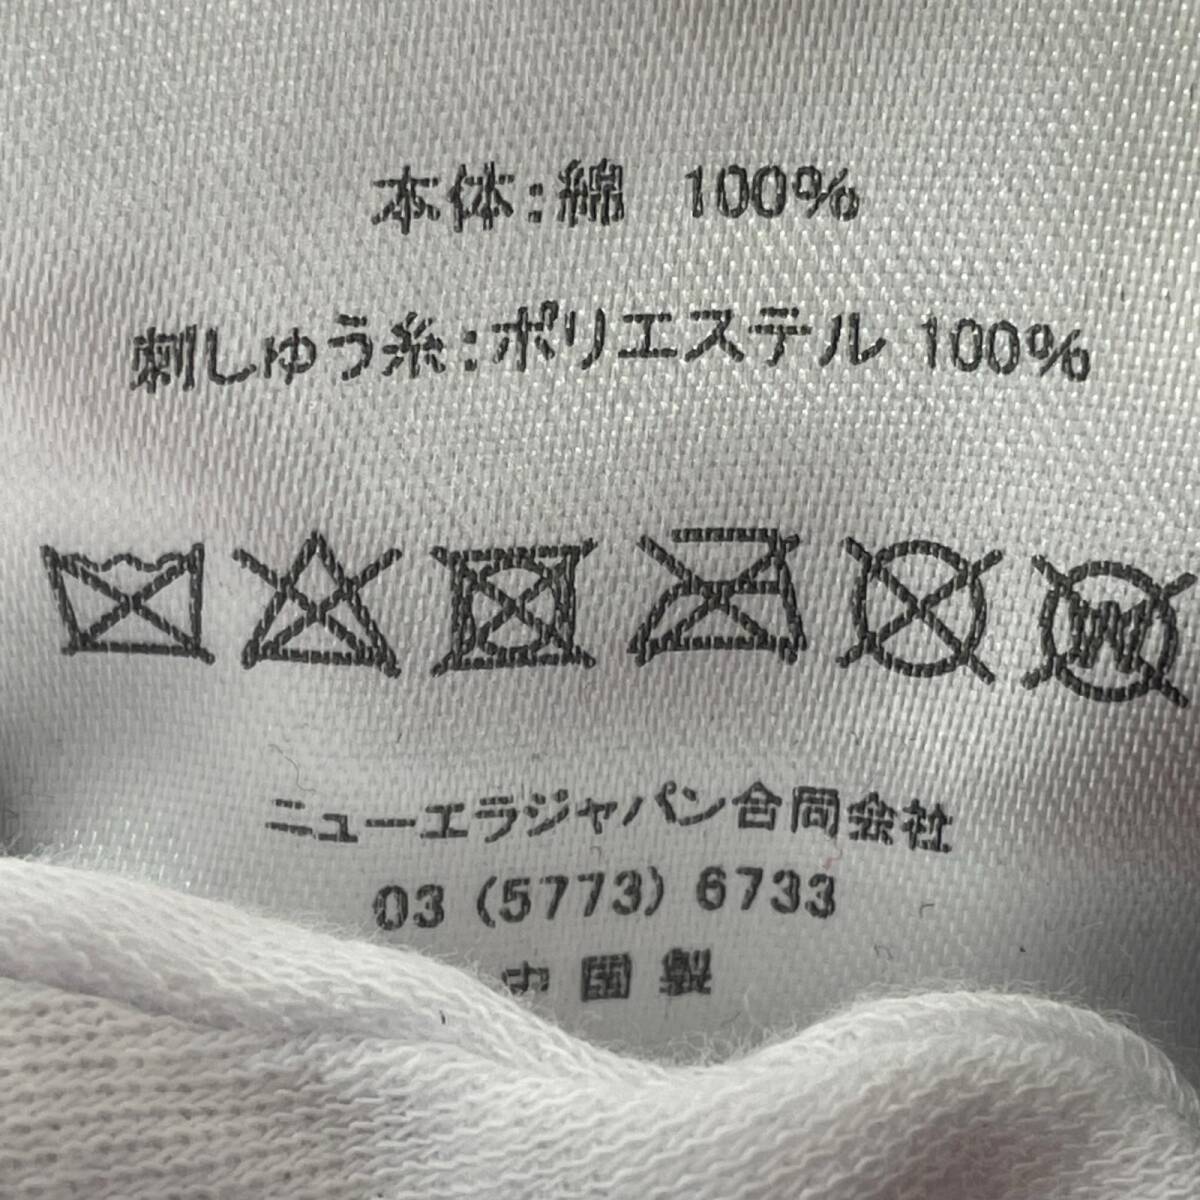 本体:綿 100%
刺しゅう糸:ポリエステル 100%
W
ニューエラジャパン合同会社
03 (5773) 6733
中国製